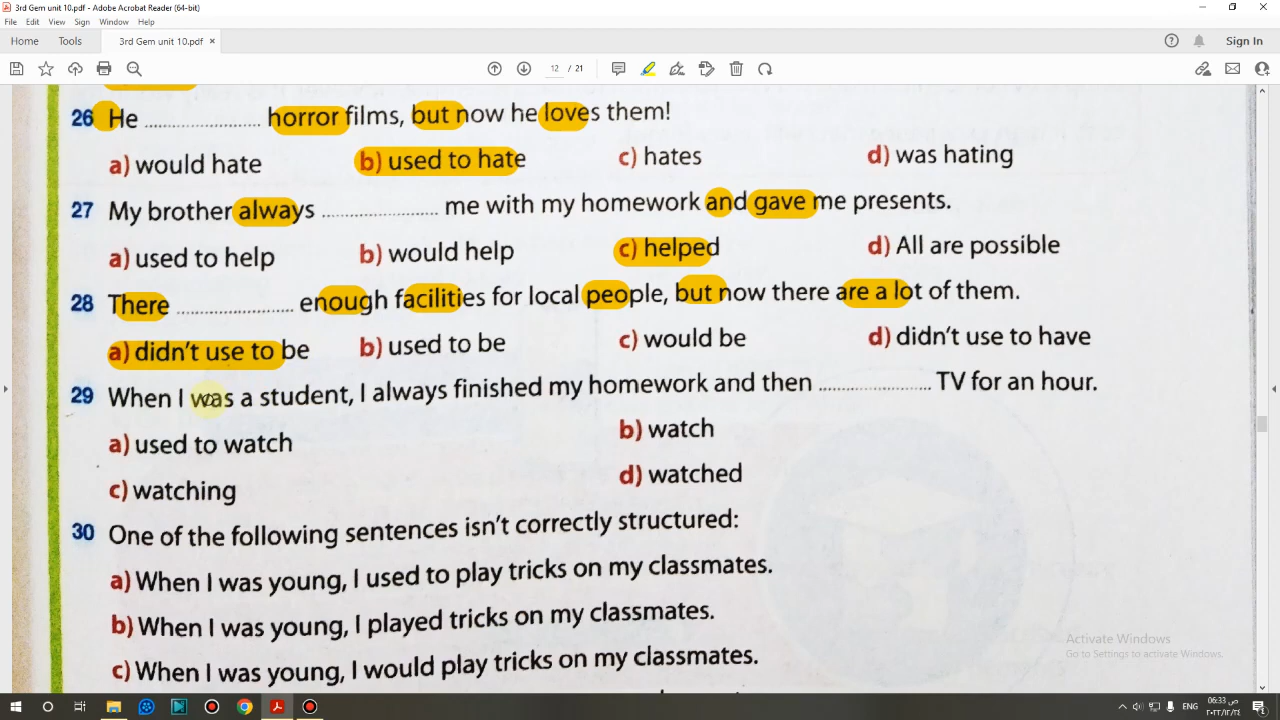 3rd Gem unit 10.pdf - Adobe Acrobat Reader (64-bit)
File Edit View Sign Window Help
Home Tools 3rd Gem unit 10.pdf × Sign In
12 / 21
26 He .................... horror films, but now he loves them!
a) would hate b) used to hate c) hates d) was hating
27 My brother always .................... me with my homework and gave me presents.
a) used to help b) would help c) helped d) All are possible
28 There .................... enough facilities for local people, but now there are a lot of them.
a) didn't use to be b) used to be c) would be d) didn't use to have
29 When I was a student, I always finished my homework and then .................... TV for an hour.
a) used to watch b) watch
c) watching d) watched
30 One of the following sentences isn't correctly structured:
a) When I was young, I used to play tricks on my classmates.
b) When I was young, I played tricks on my classmates.
c) When I was young, I would play tricks on my classmates.
Activate Windows
Go to Settings to activate Windows.
ENG
06:33 ص